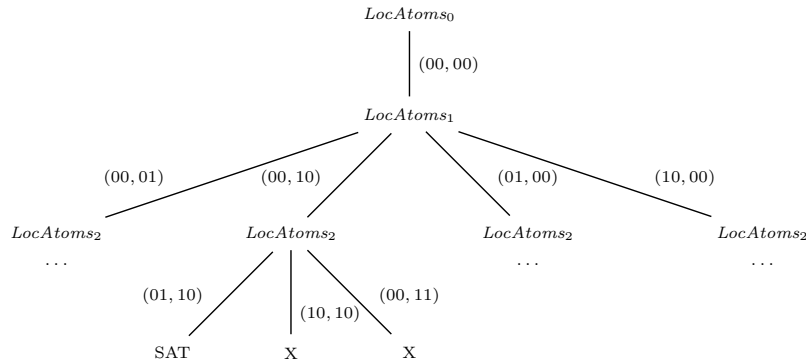 LocAtoms₀
(00, 00)
LocAtoms₁
(00, 01) (00, 10) (01, 00) (10, 00)
LocAtoms₂ LocAtoms₂ LocAtoms₂ LocAtoms₂
... ... ...
(01, 10) (10, 10) (00, 11)
SAT X X